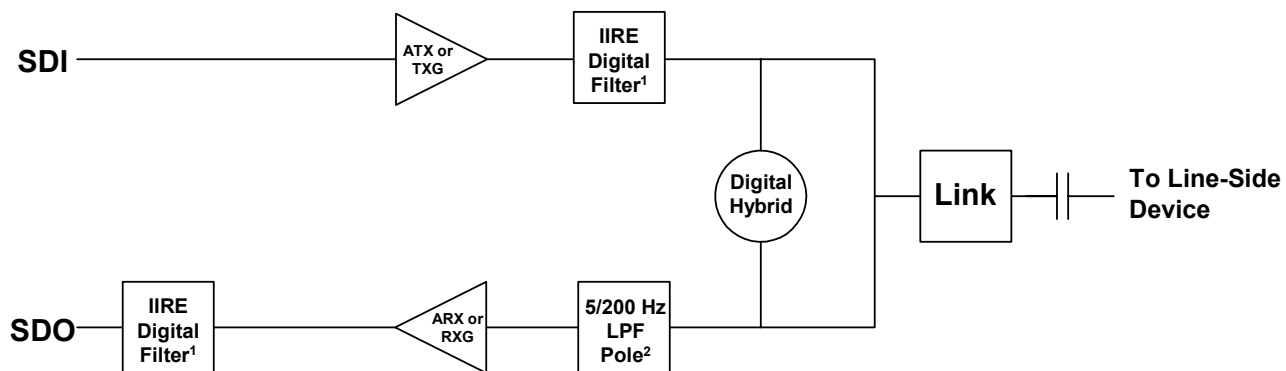 SDI
ATX or
TXG
IIRE
Digital
Filter1
Digital
Hybrid
Link
To Line-Side
Device
SDO
IIRE
Digital
Filter1
ARX or
RXG
5/200 Hz
LPF
Pole2